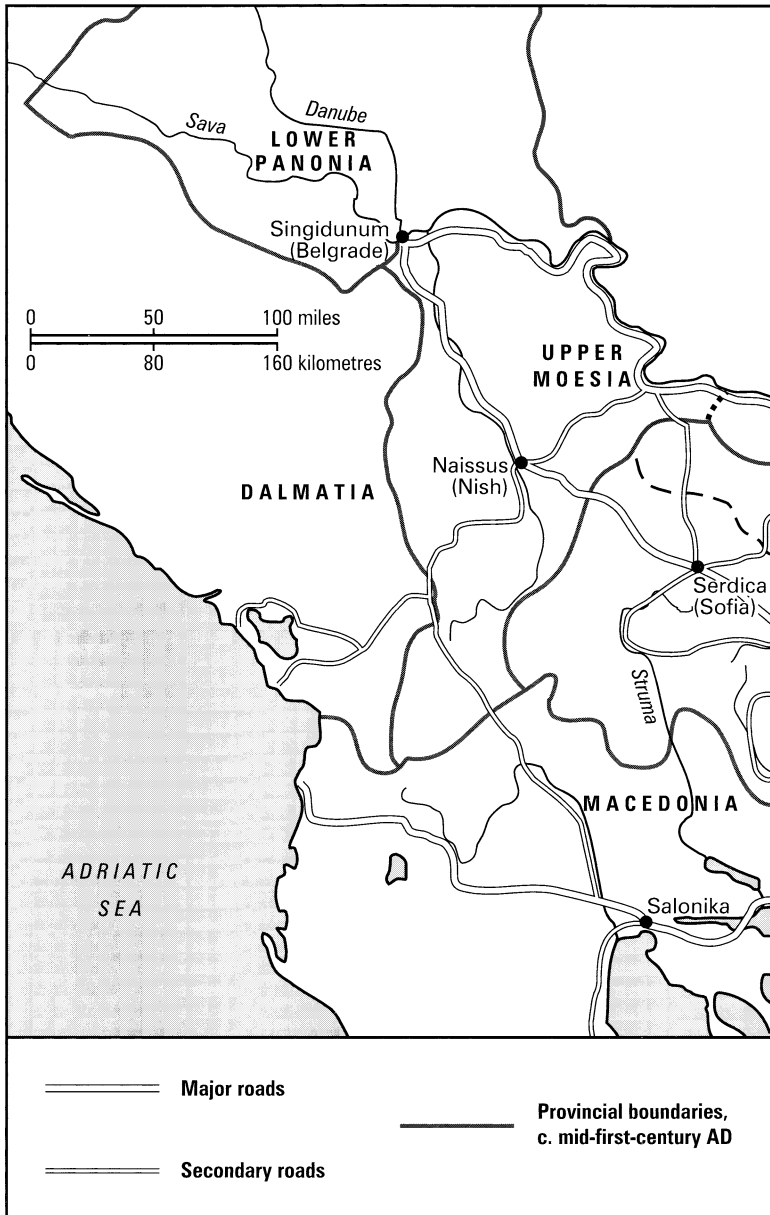 Danube
Sava
LOWER
PANONIA
Singidunum
(Belgrade)
0 50 100 miles
0 80 160 kilometres
UPPER
MOESIA
Naissus
(Nish)
DALMATIA
Serdica
(Sofia)
Struma
MACEDONIA
ADRIATIC
SEA
Salonika
Major roads
Provincial boundaries,
c. mid-first-century AD
Secondary roads